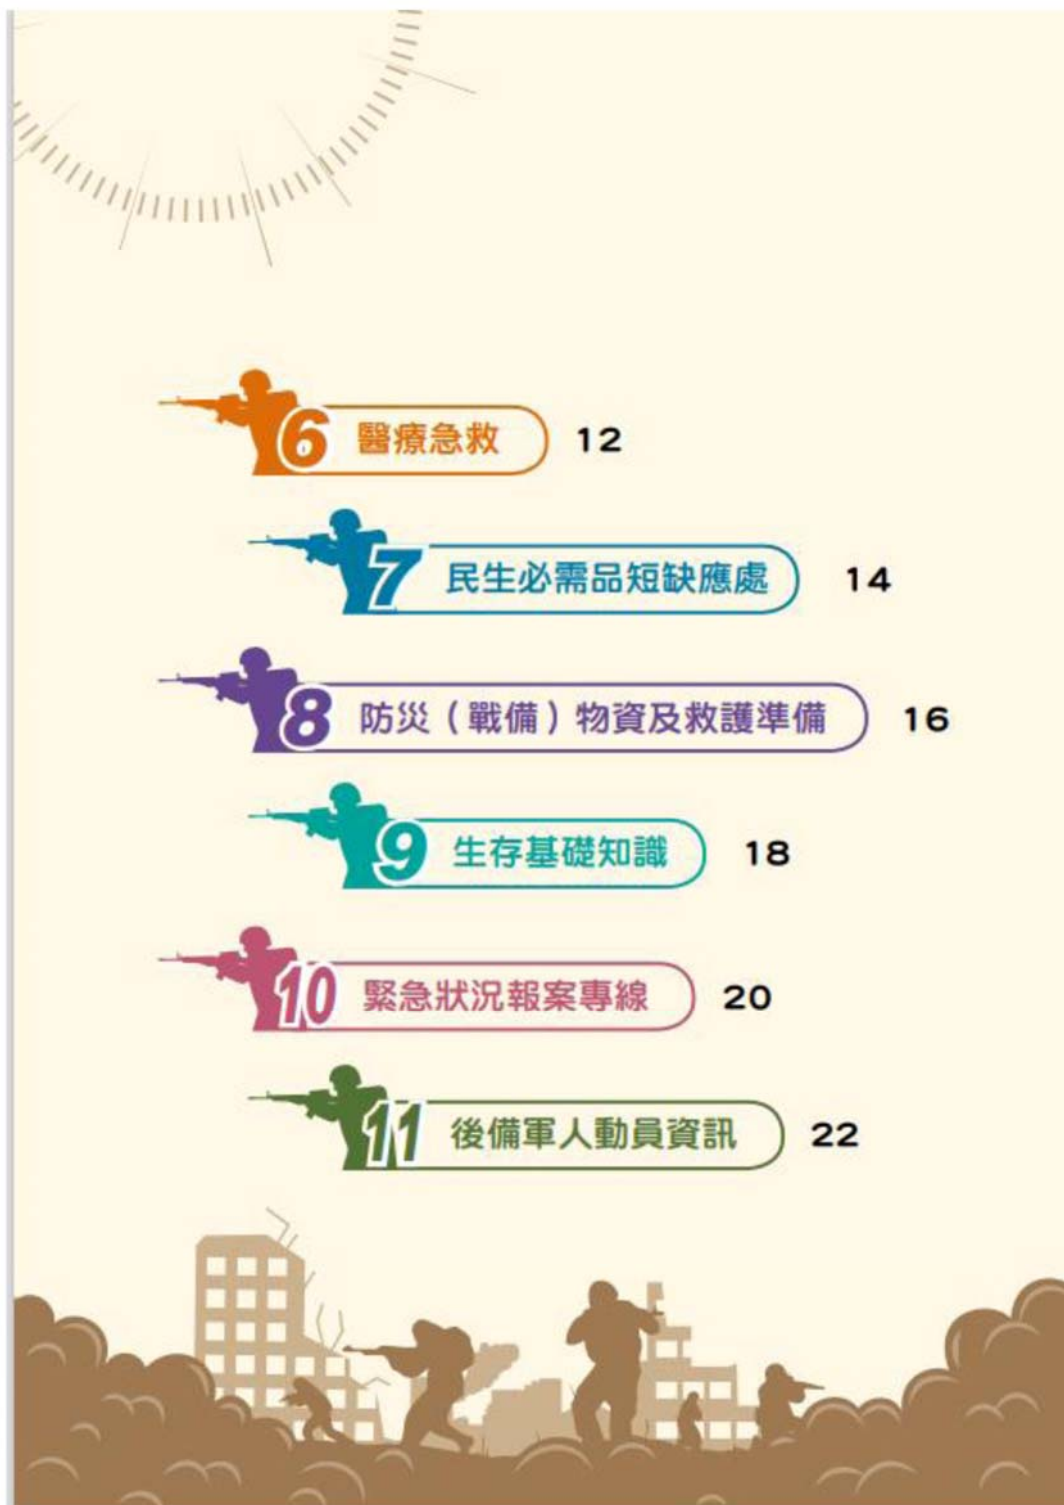 6 醫療急救 12
7 民生必需品短缺應處 14
8 防災（戰備）物資及救護準備 16
9 生存基礎知識 18
10 緊急狀況報案專線 20
11 後備軍人動員資訊 22